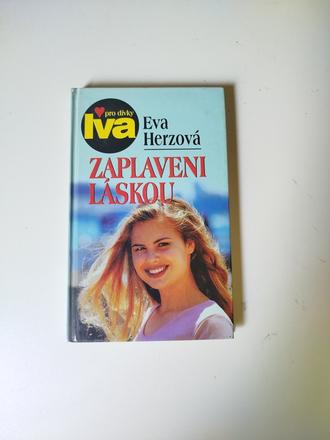 pro dívky
Iva
Eva
Herzová
ZAPLAVENI
LÁSKOU